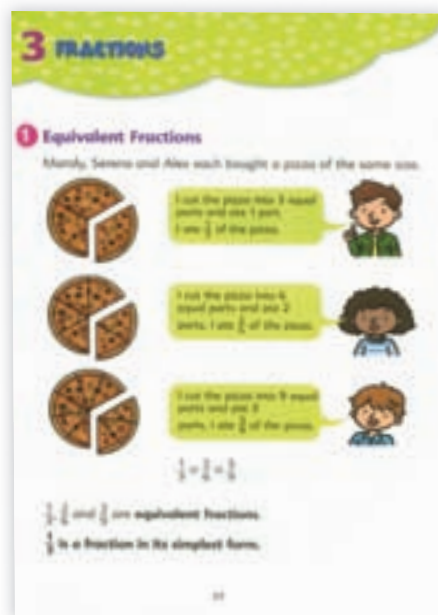 3 FRACTIONS
1 Equivalent Fractions
Mandy, Serena and Alex each bought a pizza of the same size.
I cut the pizza into 3 equal
parts and ate 1 part.
I ate 1/3 of the pizza.
I cut the pizza into 6
equal parts and ate 2
parts. I ate 2/6 of the pizza.
I cut the pizza into 9 equal
parts and ate 3
parts. I ate 3/9 of the pizza.
1/3 = 2/6 = 3/9
1/3, 2/6 and 3/9 are equivalent fractions.
1/3 is a fraction in its simplest form.